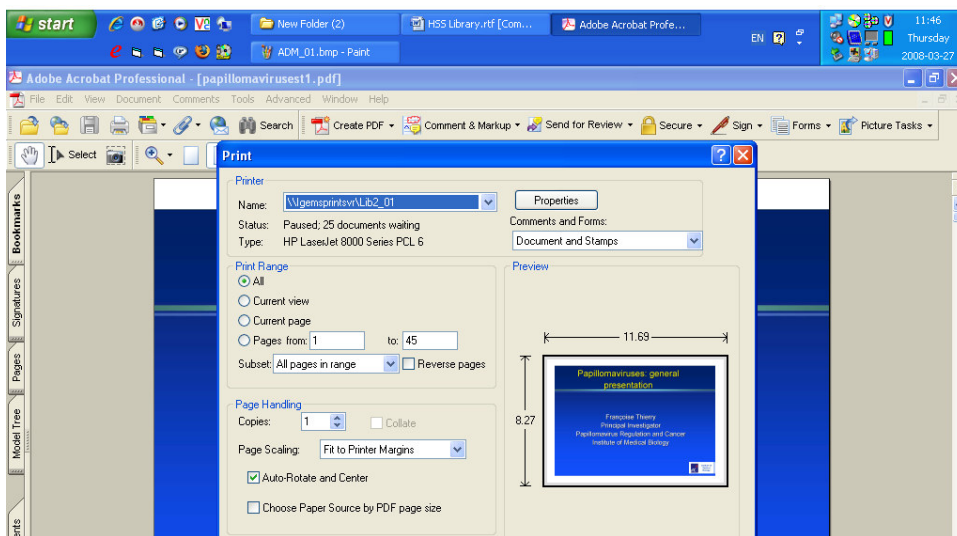 start
New Folder (2)
HSS Library.rtf [Com...
Adobe Acrobat Profe...
11:46
EN
Thursday
ADM_01.bmp - Paint
2008-03-27
Adobe Acrobat Professional - [papillomavirusest1.pdf]
File Edit View Document Comments Tools Advanced Window Help
Search Create PDF Comment & Markup Send for Review Secure Sign Forms Picture Tasks
Select
Print
Bookmarks
Signatures
Pages
Model Tree
Printer
Name: \\Igemsprintsvr\Lib2_01
Properties
Status: Paused; 25 documents waiting
Comments and Forms:
Type: HP LaserJet 8000 Series PCL 6
Document and Stamps
Print Range
All
Current view
Current page
Pages from: 1 to: 45
Subset: All pages in range Reverse pages
Preview
11.69
8.27
Papillomaviruses: general
presentation
Françoise Thierry
Principal Investigator
Papillomavirus Regulation and Cancer
Institute of Medical Biology
Page Handling
Copies: 1 Collate
Page Scaling: Fit to Printer Margins
Auto-Rotate and Center
Choose Paper Source by PDF page size